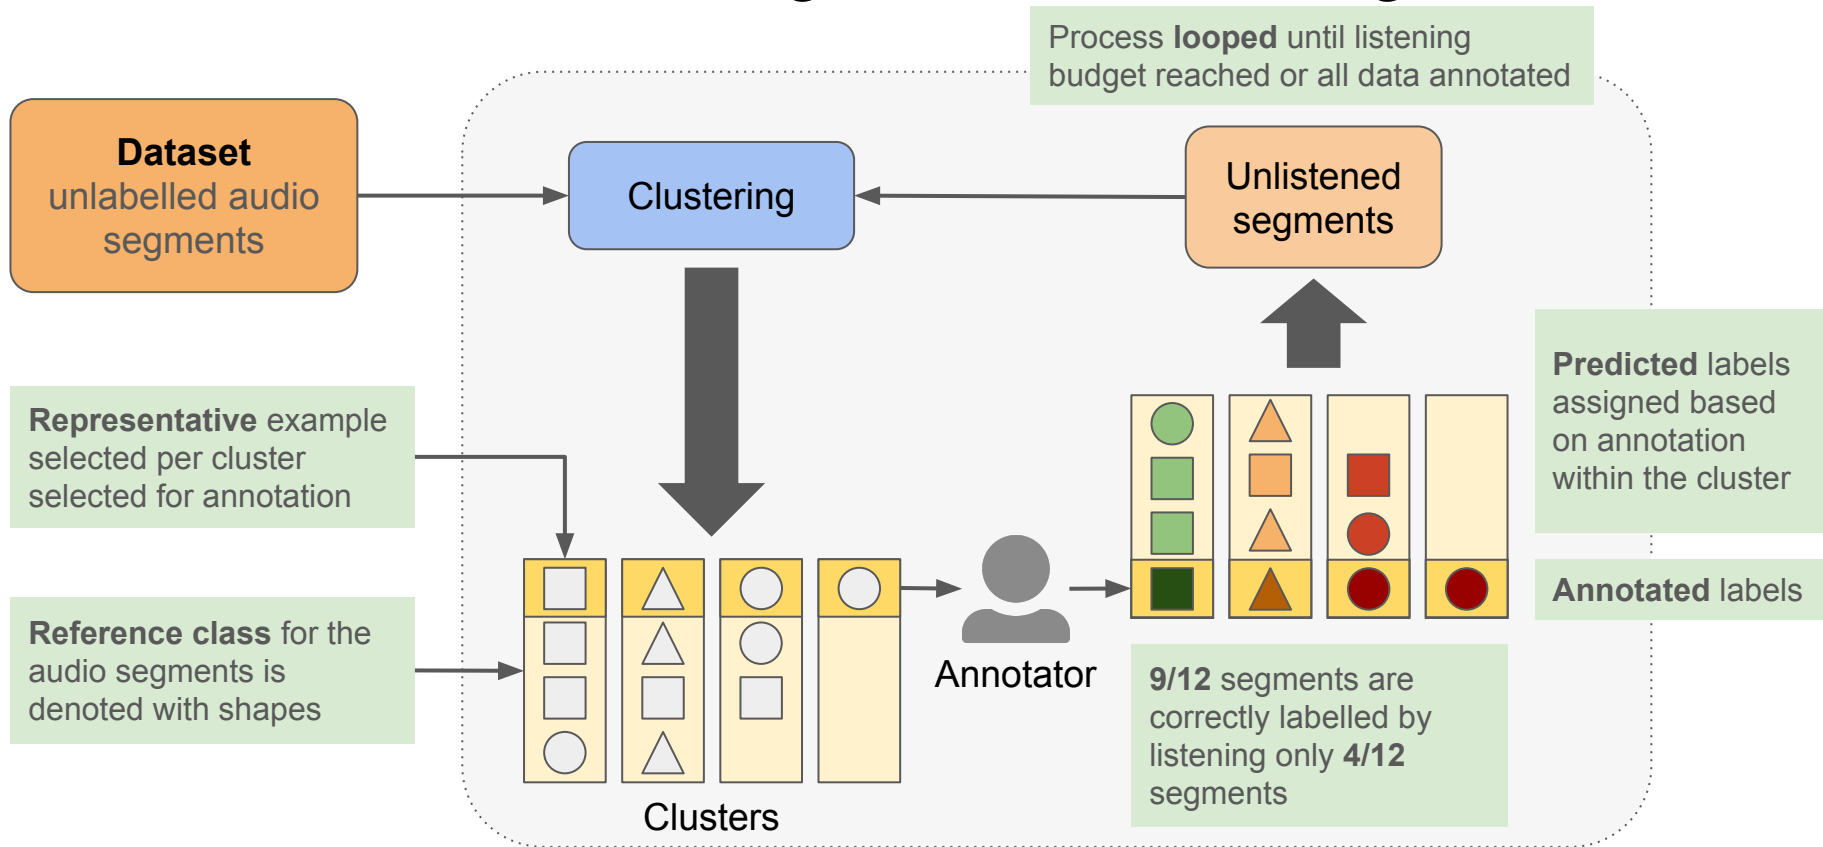 Process looped until listening
budget reached or all data annotated
Dataset
unlabelled audio
segments
Clustering
Unlistened
segments
Representative example
selected per cluster
selected for annotation
Predicted labels
assigned based
on annotation
within the cluster
Reference class for the
audio segments is
denoted with shapes
Annotator
Annotated labels
9/12 segments are
correctly labelled by
listening only 4/12
segments
Clusters